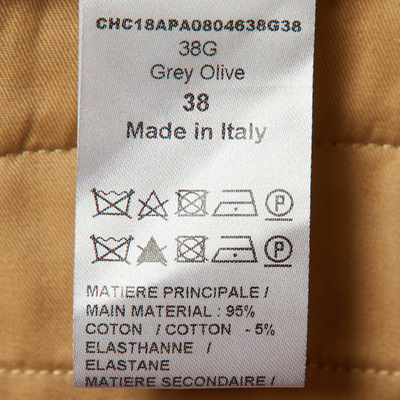 CHC18APA0804638G38
38G
Grey Olive
38
Made in Italy
P
P
MATIERE PRINCIPALE /
MAIN MATERIAL : 95%
COTON / COTTON - 5%
ELASTHANNE /
ELASTANE
MATIERE SECONDAIRE /